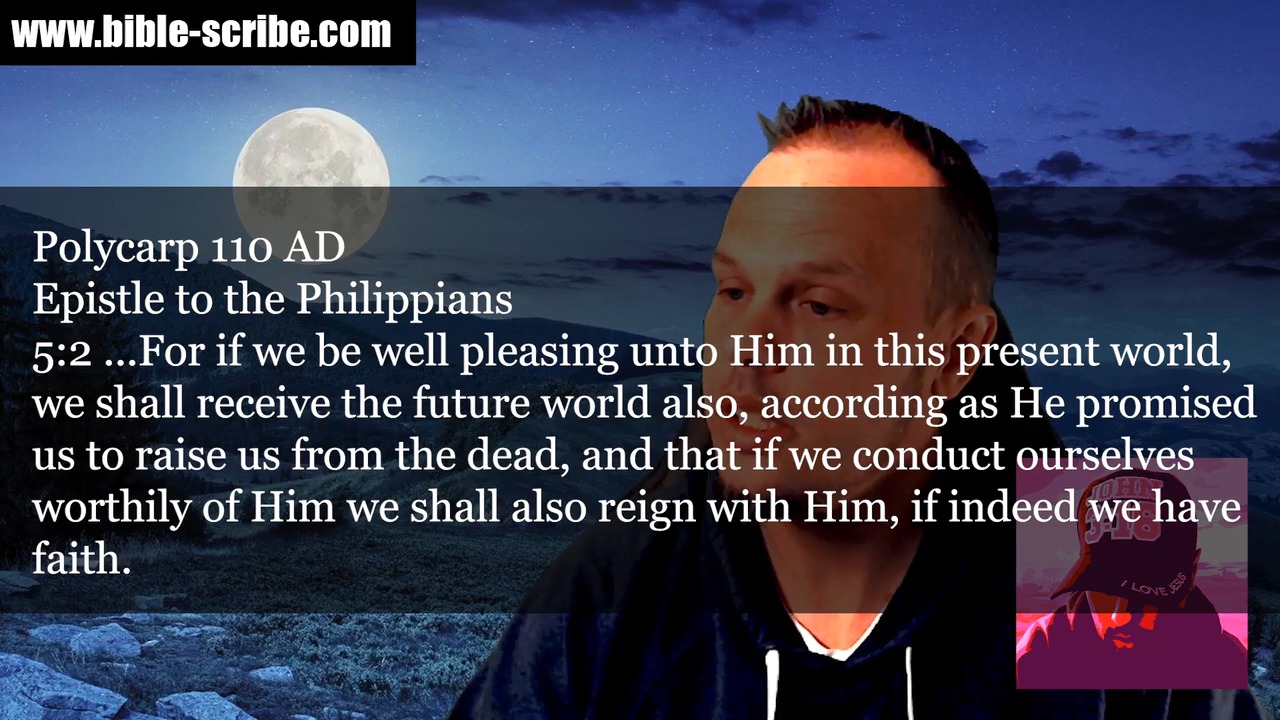 www.bible-scribe.com
Polycarp 110 AD
Epistle to the Philippians
5:2 ...For if we be well pleasing unto Him in this present world,
we shall receive the future world also, according as He promised
us to raise us from the dead, and that if we conduct ourselves
worthily of Him we shall also reign with Him, if indeed we have
faith.
JOHN
I LOVE JESUS